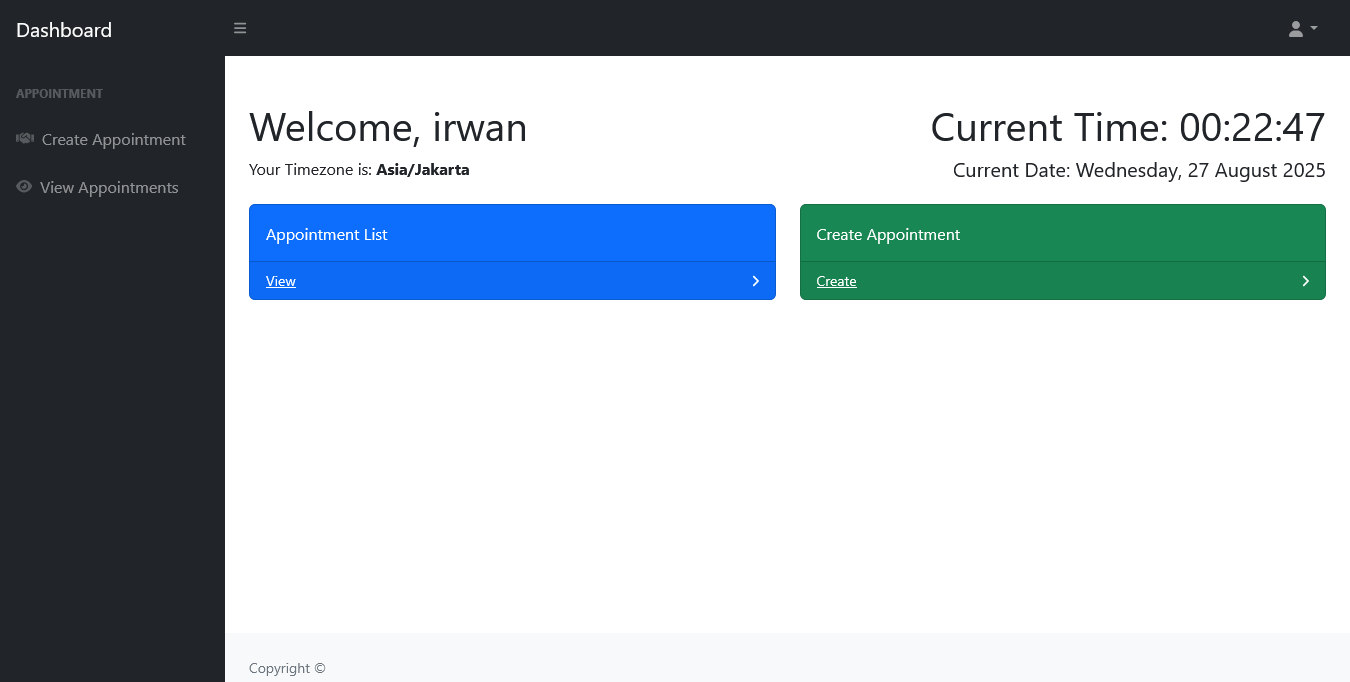 Dashboard
APPOINTMENT
Create Appointment
View Appointments
Welcome, irwan
Your Timezone is: Asia/Jakarta
Current Time: 00:22:47
Current Date: Wednesday, 27 August 2025
Appointment List
View
Create Appointment
Create
Copyright ©